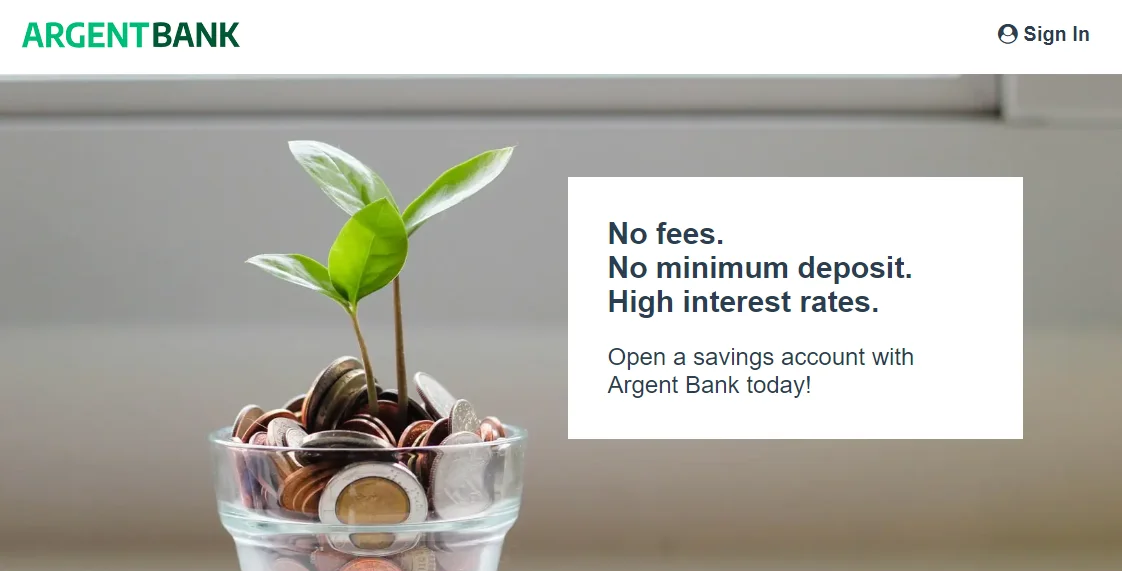 ARGENTBANK
Sign In
No fees.
No minimum deposit.
High interest rates.
Open a savings account with
Argent Bank today!